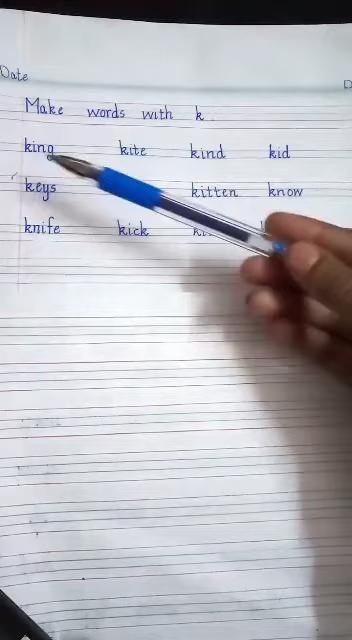 Date
Make words with k
king kite kind kid
keys kitten know
knife kick